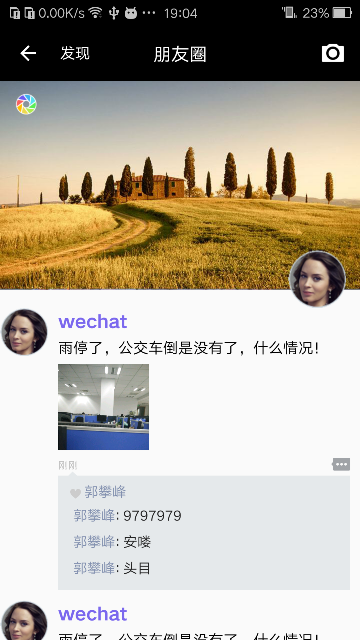 0.00K/s 19:04 23%
发现 朋友圈
wechat
雨停了，公交车倒是没有了，什么情况！
刚刚
郭攀峰
郭攀峰: 9797979
郭攀峰: 安喽
郭攀峰: 头目
wechat
雨停了，公交车倒是没有了，什么情况！